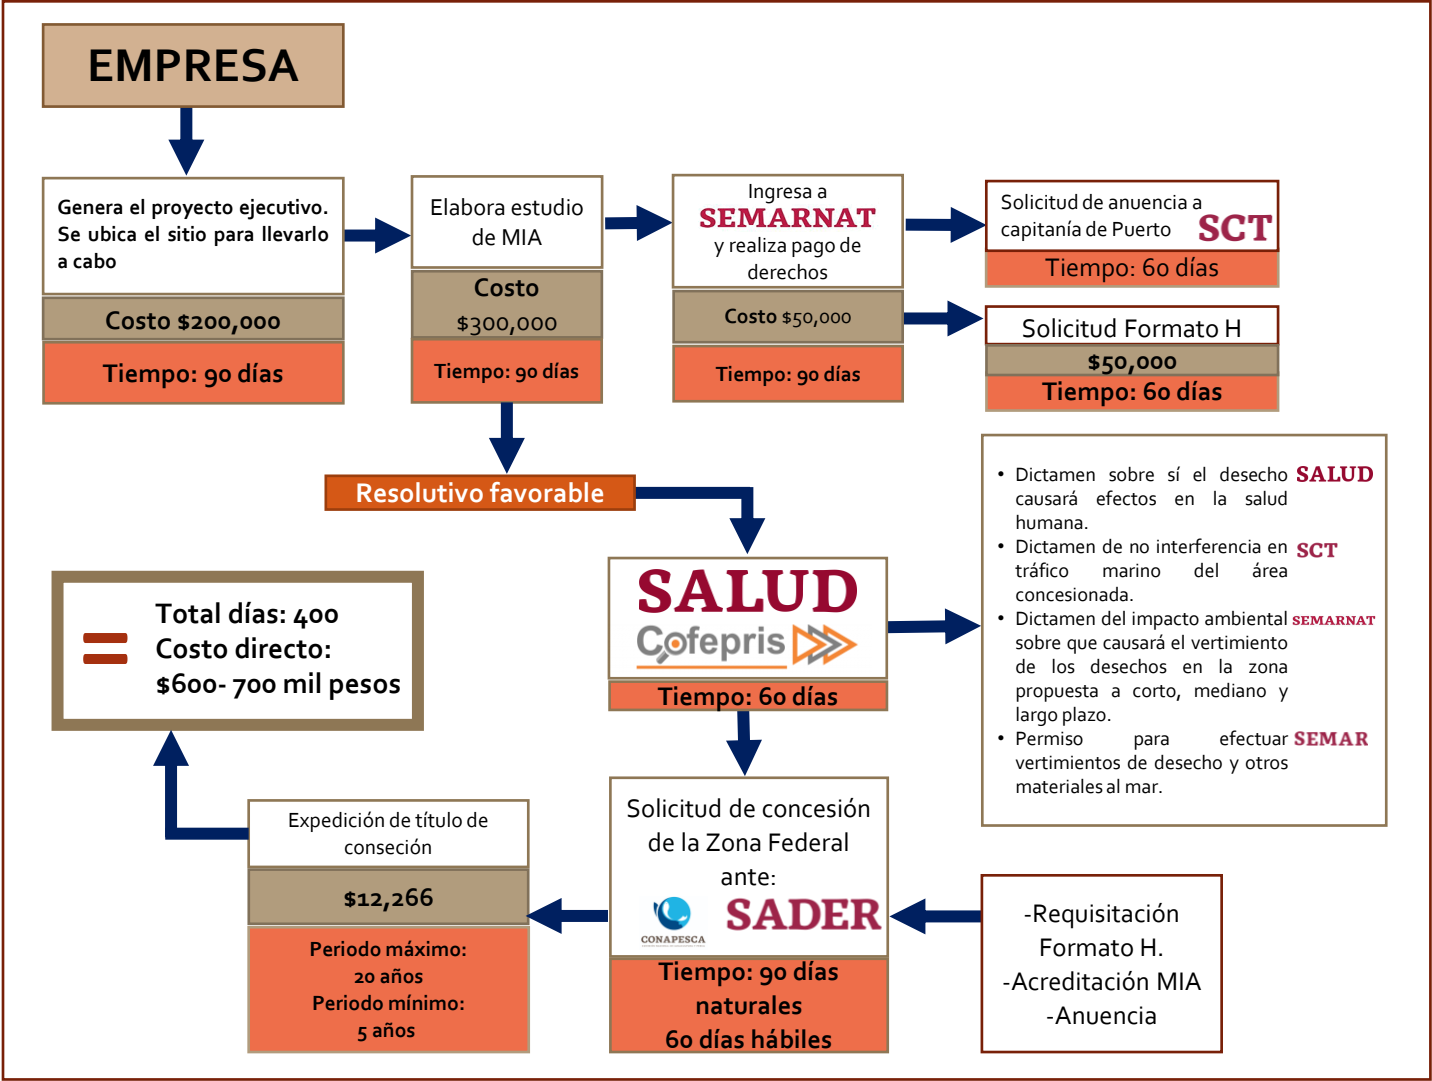 EMPRESA
Genera el proyecto ejecutivo.
Se ubica el sitio para llevarlo
a cabo
Costo $200,000
Tiempo: 90 días
Elabora estudio
de MIA
Costo
$300,000
Tiempo: 90 días
Ingresa a
SEMARNAT
y realiza pago de
derechos
Costo $50,000
Tiempo: 90 días
Solicitud de anuencia a
capitanía de Puerto SCT
Tiempo: 60 días
Solicitud Formato H
$50,000
Tiempo: 60 días
Resolutivo favorable
SALUD
Cofepris
Tiempo: 60 días
• Dictamen sobre sí el desecho SALUD
causará efectos en la salud
humana.
• Dictamen de no interferencia en SCT
tráfico marino del área
concesionada.
• Dictamen del impacto ambiental SEMARNAT
sobre que causará el vertimiento
de los desechos en la zona
propuesta a corto, mediano y
largo plazo.
• Permiso para efectuar SEMAR
vertimientos de desecho y otros
materiales al mar.
= Total días: 400
Costo directo:
$600- 700 mil pesos
Solicitud de concesión
de la Zona Federal
ante:
CONAPESCA SADER
Tiempo: 90 días
naturales
60 días hábiles
-Requisitación
Formato H.
-Acreditación MIA
-Anuencia
Expedición de título de
conseción
$12,266
Periodo máximo:
20 años
Periodo mínimo:
5 años